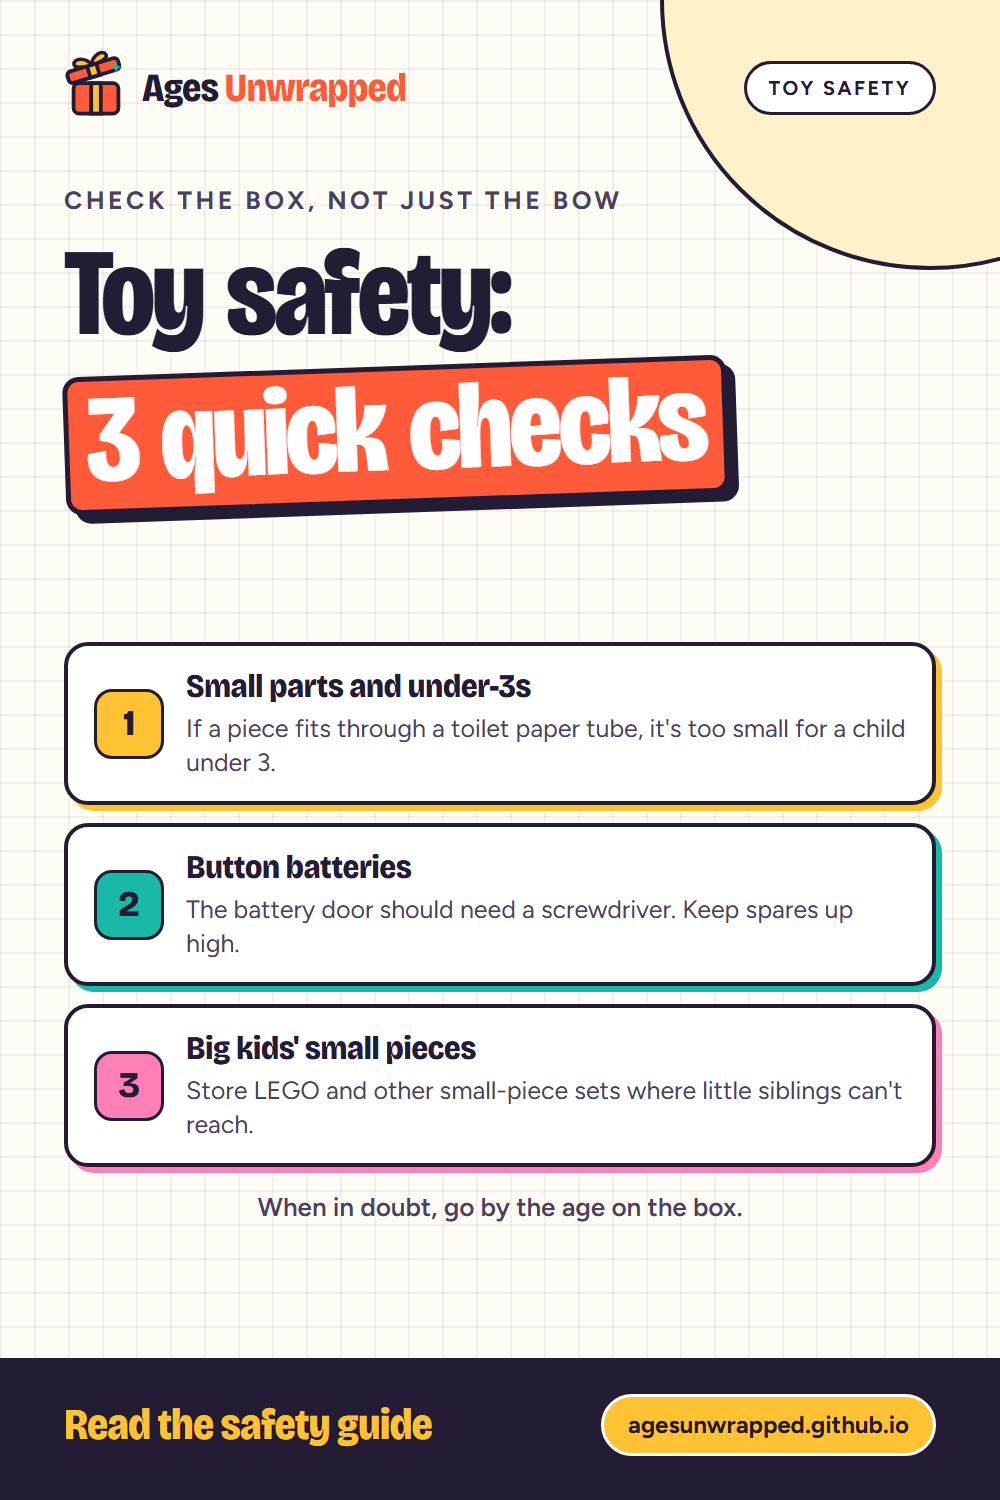 Ages Unwrapped
TOY SAFETY
CHECK THE BOX, NOT JUST THE BOW
Toy safety:
3 quick checks
1
Small parts and under-3s
If a piece fits through a toilet paper tube, it's too small for a child
under 3.
2
Button batteries
The battery door should need a screwdriver. Keep spares up
high.
3
Big kids' small pieces
Store LEGO and other small-piece sets where little siblings can't
reach.
When in doubt, go by the age on the box.
Read the safety guide
agesunwrapped.github.io